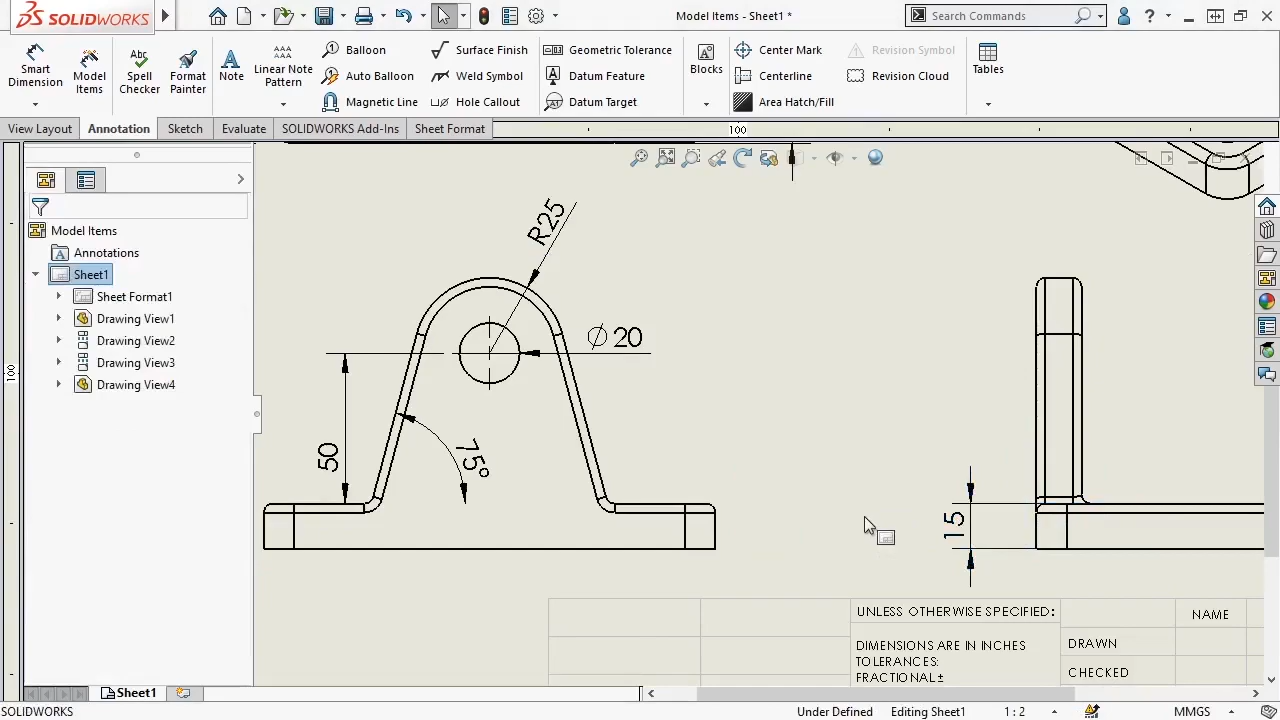 SOLIDWORKS
Model Items - Sheet1 *
Search Commands
Smart Dimension
Model Items
Spell Checker
Format Painter
Note
Linear Note Pattern
Balloon
Auto Balloon
Magnetic Line
Surface Finish
Weld Symbol
Hole Callout
Geometric Tolerance
Datum Feature
Datum Target
Blocks
Center Mark
Centerline
Area Hatch/Fill
Revision Symbol
Revision Cloud
Tables
View Layout
Annotation
Sketch
Evaluate
SOLIDWORKS Add-Ins
Sheet Format
100
Model Items
Annotations
Sheet1
Sheet Format1
Drawing View1
Drawing View2
Drawing View3
Drawing View4
100
R25
∅ 20
50
75°
15
UNLESS OTHERWISE SPECIFIED:
DIMENSIONS ARE IN INCHES
TOLERANCES:
FRACTIONAL±
NAME
DRAWN
CHECKED
Sheet1
SOLIDWORKS
Under Defined
Editing Sheet1
1 : 2
MMGS